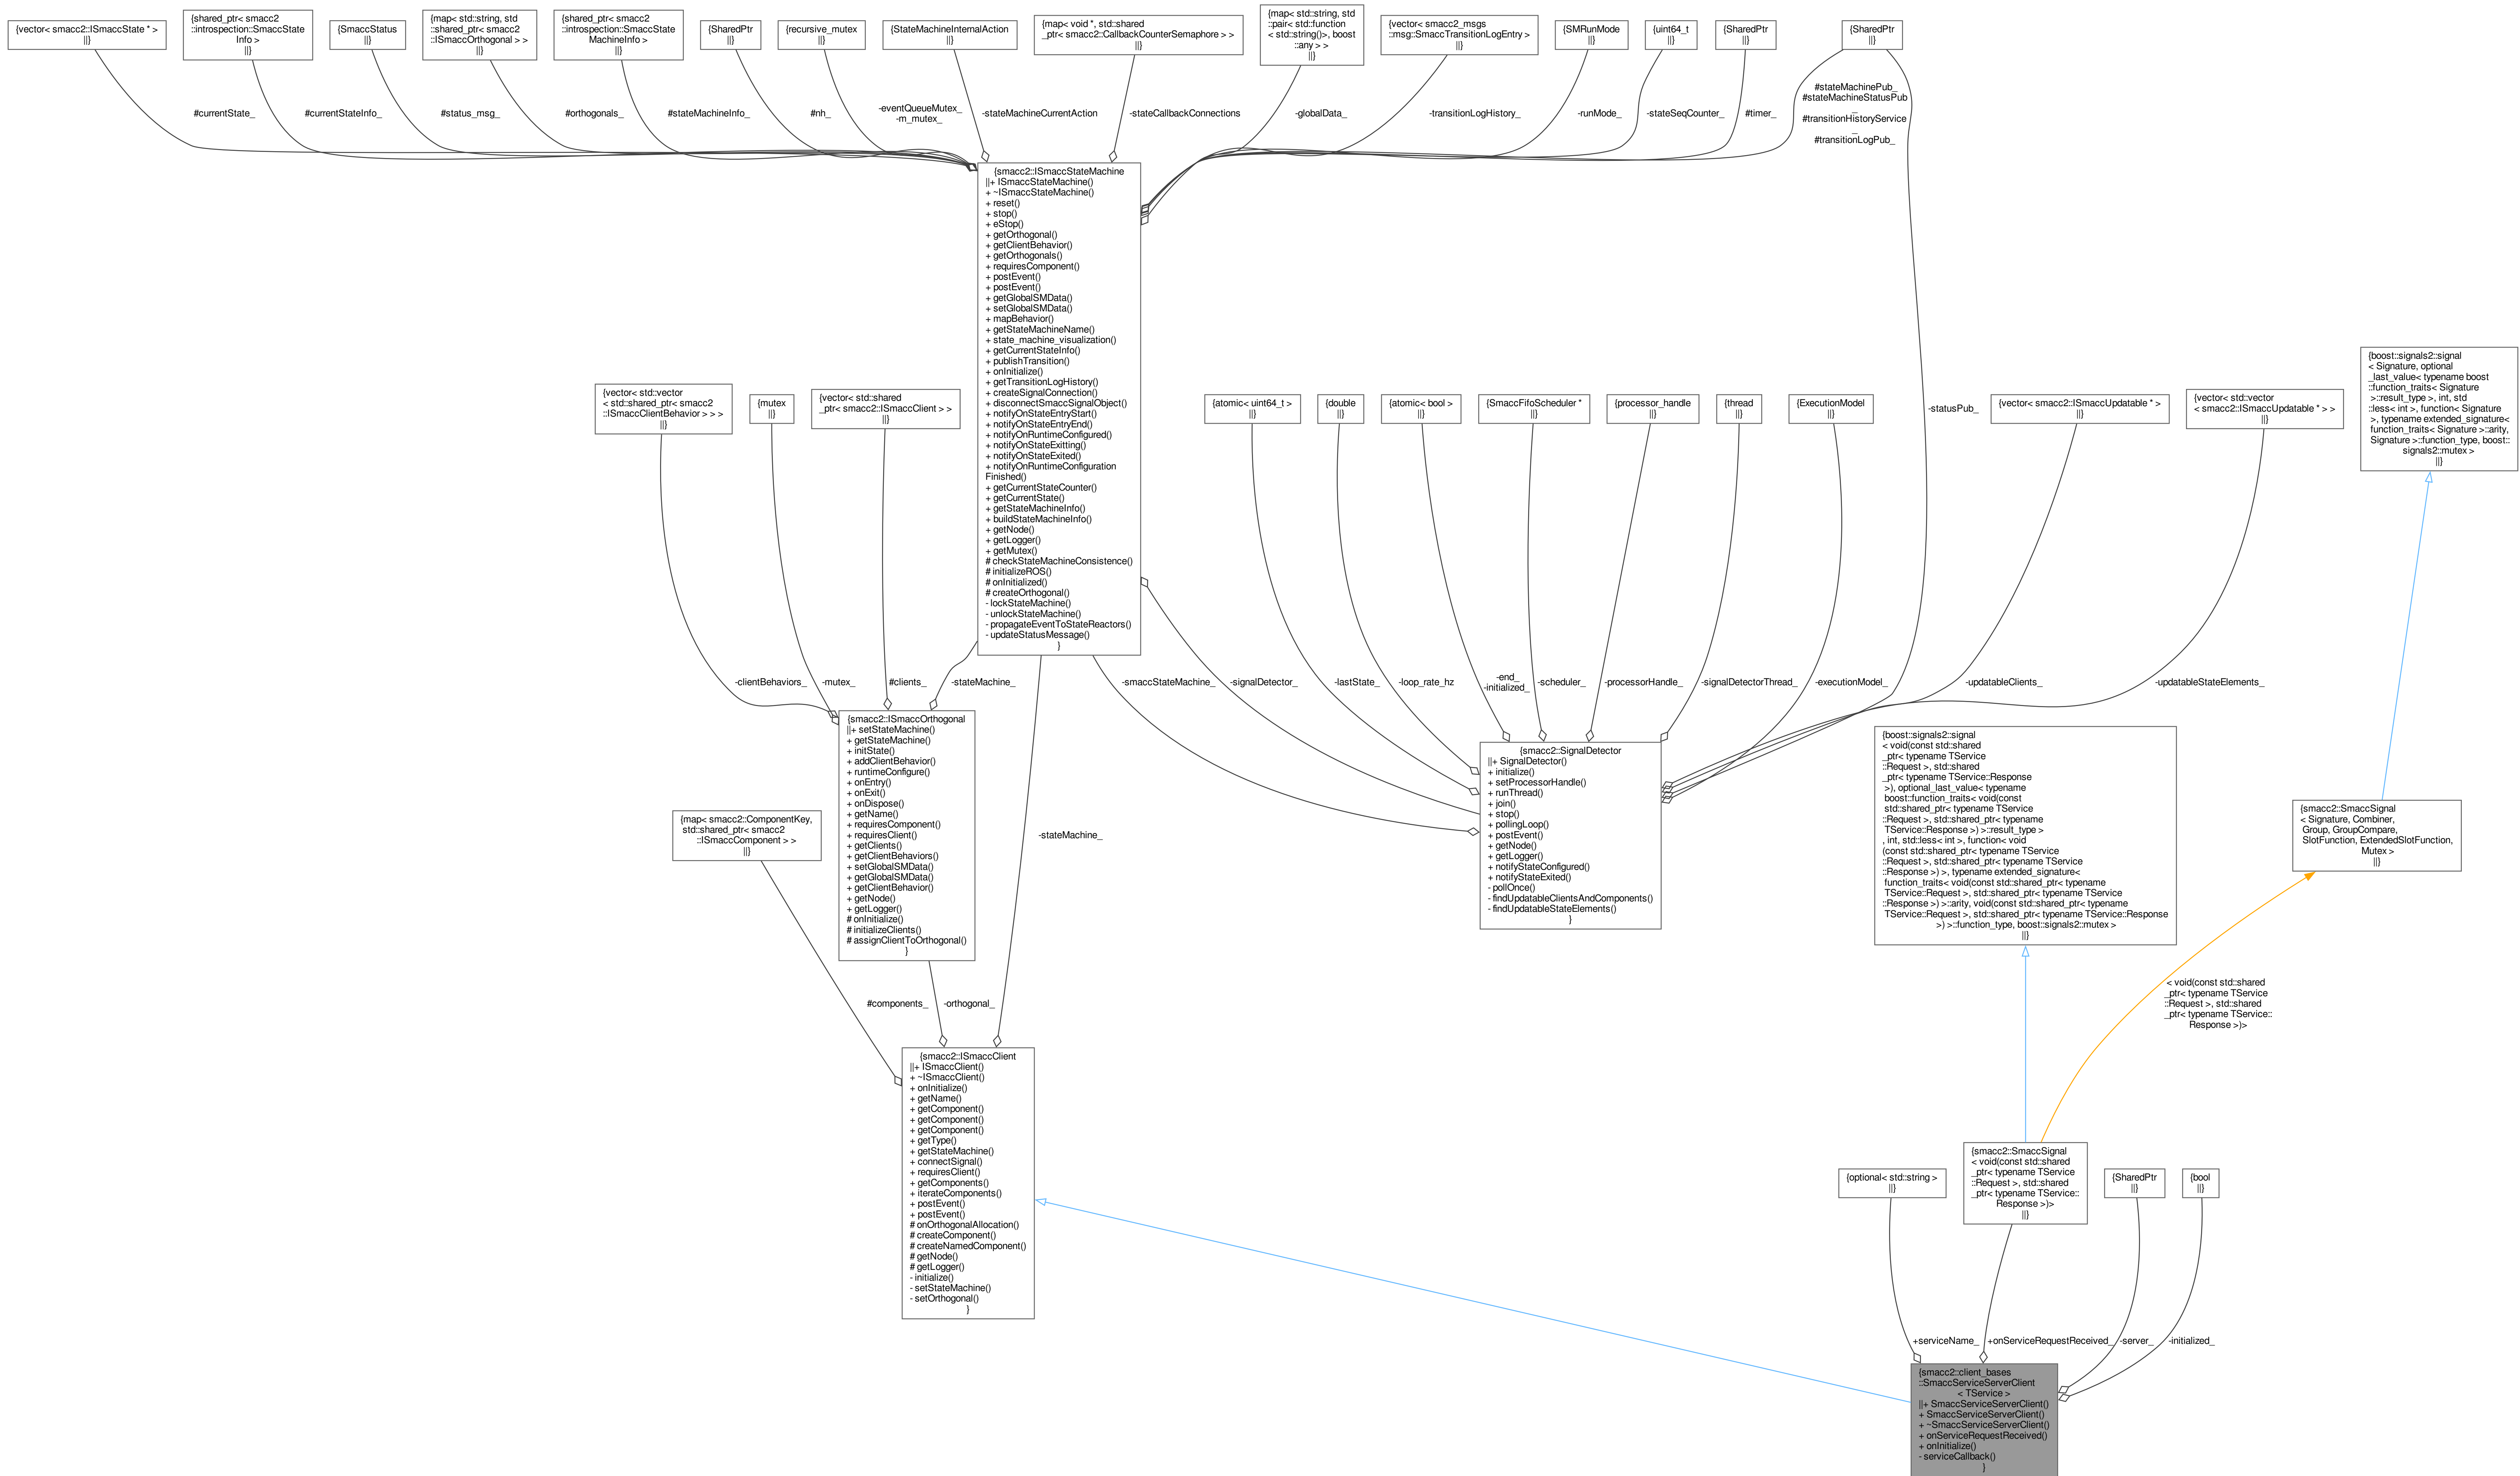 {vector< smacc2::ISmaccState * >
||}
{shared_ptr< smacc2
::introspection::SmaccState
Info >
||}
{SmaccStatus
||}
{map< std::string, std
::shared_ptr< smacc2
::ISmaccOrthogonal > >
||}
{shared_ptr< smacc2
::introspection::SmaccState
MachineInfo >
||}
{SharedPtr
||}
{recursive_mutex
||}
{StateMachineInternalAction
||}
{map< void *, std::shared
_ptr< smacc2::CallbackCounterSemaphore > >
||}
{map< std::string, std
::pair< std::function
< std::string()>, boost
::any > >
||}
{vector< smacc2_msgs
::msg::SmaccTransitionLogEntry >
||}
{SMRunMode
||}
{uint64_t
||}
{SharedPtr
||}
{SharedPtr
||}
#currentState_
#currentStateInfo_
#status_msg_
#orthogonals_
#stateMachineInfo_
#nh_
-eventQueueMutex_
-m_mutex_
-stateMachineCurrentAction
-stateCallbackConnections
-globalData_
-transitionLogHistory_
-runMode_
-stateSeqCounter_
#timer_
#stateMachinePub_
#stateMachineStatusPub
_
#transitionHistoryService
_
#transitionLogPub_
{smacc2::ISmaccStateMachine
||+ ISmaccStateMachine()
+ ~ISmaccStateMachine()
+ reset()
+ stop()
+ eStop()
+ getOrthogonal()
+ getClientBehavior()
+ getOrthogonals()
+ requiresComponent()
+ postEvent()
+ postEvent()
+ getGlobalSMData()
+ setGlobalSMData()
+ mapBehavior()
+ getStateMachineName()
+ state_machine_visualization()
+ getCurrentStateInfo()
+ publishTransition()
+ onInitialize()
+ getTransitionLogHistory()
+ createSignalConnection()
+ disconnectSmaccSignalObject()
+ notifyOnStateEntryStart()
+ notifyOnStateEntryEnd()
+ notifyOnRuntimeConfigured()
+ notifyOnStateExitting()
+ notifyOnStateExited()
+ notifyOnRuntimeConfiguration
Finished()
+ getCurrentStateCounter()
+ getCurrentState()
+ getStateMachineInfo()
+ buildStateMachineInfo()
+ getNode()
+ getLogger()
+ getMutex()
# checkStateMachineConsistence()
# initializeROS()
# onInitialized()
# createOrthogonal()
- lockStateMachine()
- unlockStateMachine()
- propagateEventToStateReactors()
- updateStatusMessage()
}
{boost::signals2::signal
< Signature, optional
_last_value< typename boost
::function_traits< Signature
>::result_type >, int, std
::less< int >, function< Signature
>, typename extended_signature<
function_traits< Signature >::arity,
Signature >::function_type, boost::
signals2::mutex >
||}
{vector< std::vector
< std::shared_ptr< smacc2
::ISmaccClientBehavior > > >
||}
{mutex
||}
{vector< std::shared
_ptr< smacc2::ISmaccClient > >
||}
{atomic< uint64_t >
||}
{double
||}
{atomic< bool >
||}
{SmaccFifoScheduler *
||}
{processor_handle
||}
{thread
||}
{ExecutionModel
||}
-statusPub_
{vector< smacc2::ISmaccUpdatable * >
||}
{vector< std::vector
< smacc2::ISmaccUpdatable * > >
||}
-clientBehaviors_
-mutex_
#clients_
-stateMachine_
-smaccStateMachine_
-signalDetector_
-lastState_
-loop_rate_hz
-end_
-initialized_
-scheduler_
-processorHandle_
-signalDetectorThread_
-executionModel_
-updatableClients_
-updatableStateElements_
{smacc2::ISmaccOrthogonal
||+ setStateMachine()
+ getStateMachine()
+ initState()
+ addClientBehavior()
+ runtimeConfigure()
+ onEntry()
+ onExit()
+ onDispose()
+ getName()
+ requiresComponent()
+ requiresClient()
+ getClients()
+ getClientBehaviors()
+ setGlobalSMData()
+ getGlobalSMData()
+ getClientBehavior()
+ getNode()
+ getLogger()
# onInitialize()
# initializeClients()
# assignClientToOrthogonal()
}
{smacc2::SignalDetector
||+ SignalDetector()
+ initialize()
+ setProcessorHandle()
+ runThread()
+ join()
+ stop()
+ pollingLoop()
+ postEvent()
+ getNode()
+ getLogger()
+ notifyStateConfigured()
+ notifyStateExited()
- pollOnce()
- findUpdatableClientsAndComponents()
- findUpdatableStateElements()
}
{boost::signals2::signal
< void(const std::shared
_ptr< typename TService
::Request >, std::shared
_ptr< typename TService::Response
>), optional_last_value< typename
boost::function_traits< void(const
std::shared_ptr< typename TService
::Request >, std::shared_ptr< typename
TService::Response >) >::result_type >
, int, std::less< int >, function< void
(const std::shared_ptr< typename TService
::Request >, std::shared_ptr< typename TService
::Response >) >, typename extended_signature<
function_traits< void(const std::shared_ptr< typename
TService::Request >, std::shared_ptr< typename TService
::Response >) >::arity, void(const std::shared_ptr< typename
TService::Request >, std::shared_ptr< typename TService::Response
>) >::function_type, boost::signals2::mutex >
||}
{smacc2::SmaccSignal
< Signature, Combiner,
Group, GroupCompare,
SlotFunction, ExtendedSlotFunction,
Mutex >
||}
{map< smacc2::ComponentKey,
std::shared_ptr< smacc2
::ISmaccComponent > >
||}
-stateMachine_
#components_
-orthogonal_
< void(const std::shared
_ptr< typename TService
::Request >, std::shared
_ptr< typename TService::
Response >)>
{smacc2::ISmaccClient
||+ ISmaccClient()
+ ~ISmaccClient()
+ onInitialize()
+ getName()
+ getComponent()
+ getComponent()
+ getComponent()
+ getType()
+ getStateMachine()
+ connectSignal()
+ requiresClient()
+ getComponents()
+ iterateComponents()
+ postEvent()
+ postEvent()
# onOrthogonalAllocation()
# createComponent()
# createNamedComponent()
# getNode()
# getLogger()
- initialize()
- setStateMachine()
- setOrthogonal()
}
{optional< std::string >
||}
{smacc2::SmaccSignal
< void(const std::shared
_ptr< typename TService
::Request >, std::shared
_ptr< typename TService::
Response >)>
||}
{SharedPtr
||}
{bool
||}
+serviceName_
+onServiceRequestReceived_
-server_
-initialized_
{smacc2::client_bases
::SmaccServiceServerClient
< TService >
||+ SmaccServiceServerClient()
+ SmaccServiceServerClient()
+ ~SmaccServiceServerClient()
+ onServiceRequestReceived()
+ onInitialize()
- serviceCallback()
}